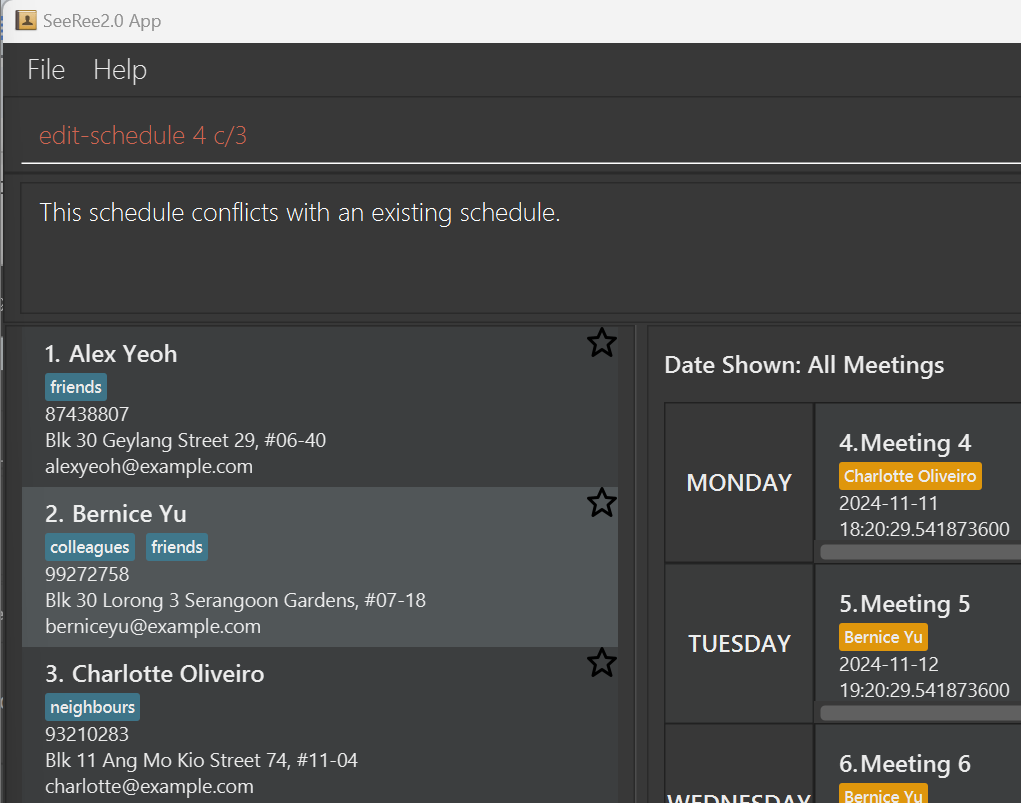 SeeRee2.0 App
File Help
edit-schedule 4 c/3
This schedule conflicts with an existing schedule.
1. Alex Yeoh
friends
87438807
Blk 30 Geylang Street 29, #06-40
alexyeoh@example.com
2. Bernice Yu
colleagues friends
99272758
Blk 30 Lorong 3 Serangoon Gardens, #07-18
berniceyu@example.com
3. Charlotte Oliveiro
neighbours
93210283
Blk 11 Ang Mo Kio Street 74, #11-04
charlotte@example.com
Date Shown: All Meetings
MONDAY
4.Meeting 4
Charlotte Oliveiro
2024-11-11
18:20:29.541873600
TUESDAY
5.Meeting 5
Bernice Yu
2024-11-12
19:20:29.541873600
WEDNESDAY
6.Meeting 6
Bernice Yu